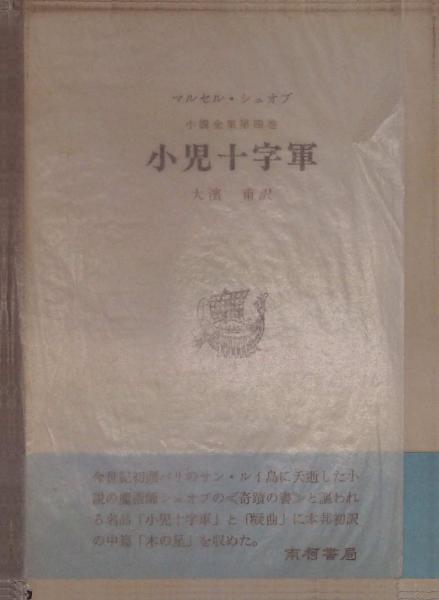 マルセル・シュオブ
小説全集第四巻
小児十字軍
大濱 甫訳
今世紀初頭パリのサン・ルイ島に夭逝した小
説の魔術師シュオブの≪奇蹟の書≫と謳われ
る名品「小児十字軍」と「擬曲」に本邦初訳
の中篇「木の星」を収めた。
南柯書局